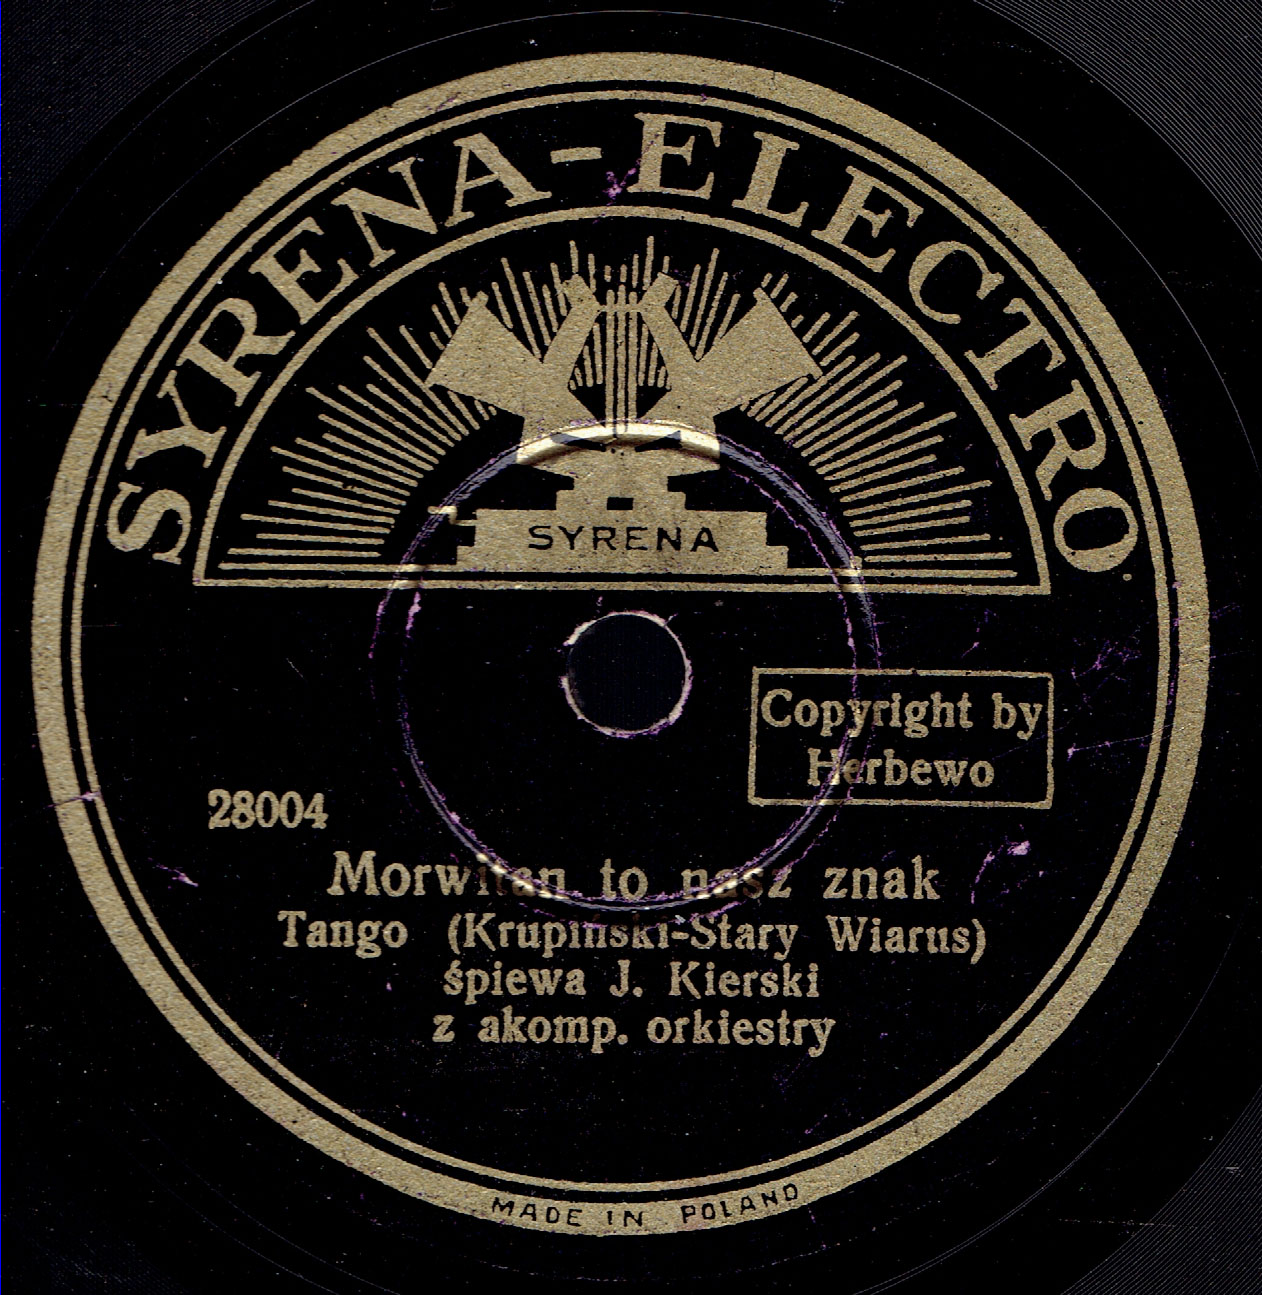 SYRENA-ELECTRO
SYRENA
Copyright by
Herbewo
28004
Morwitan to nasz znak
Tango (Krupiński-Stary Wiarus)
śpiewa J. Kierski
z akomp. orkiestry
MADE IN POLAND